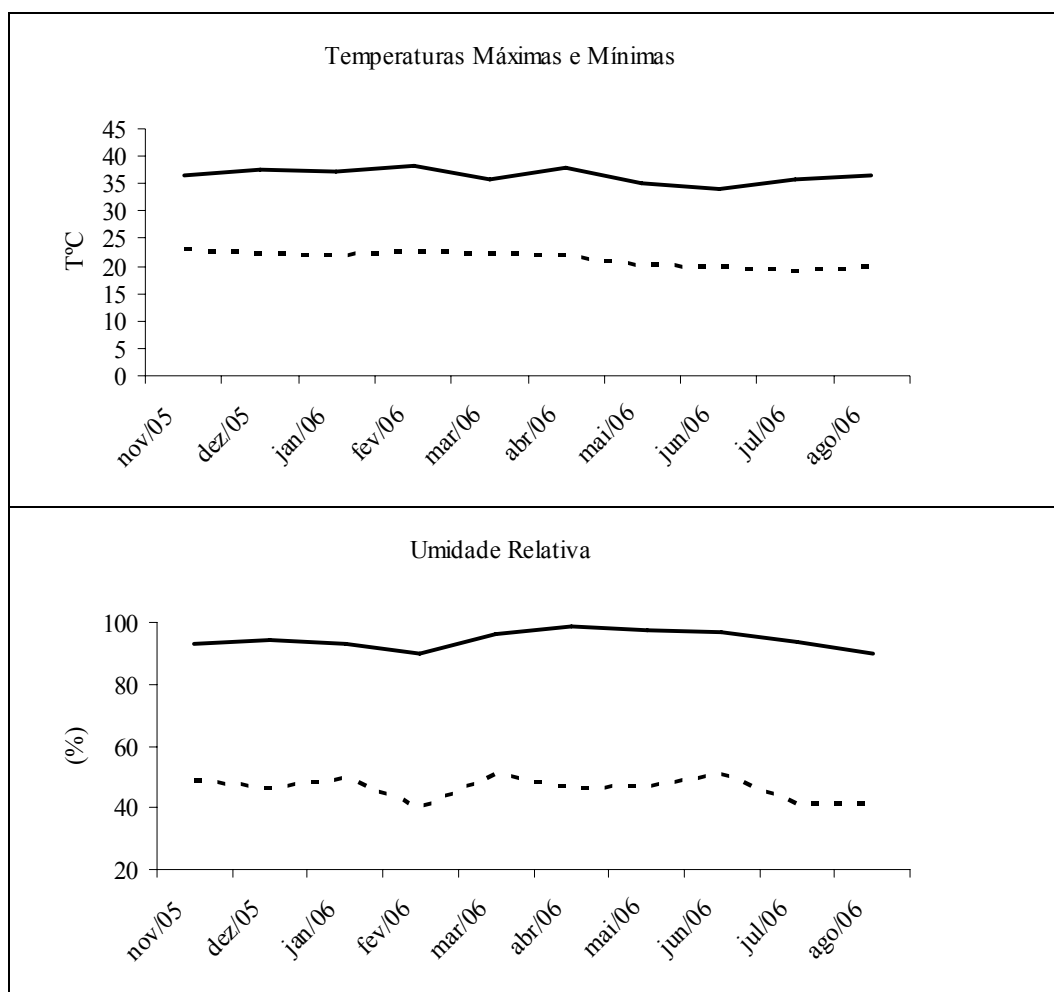 Temperaturas Máximas e Mínimas
45
40
35
30
25
20
15
10
5
0
TºC
nov/05
dez/05
jan/06
fev/06
mar/06
abr/06
mai/06
jun/06
jul/06
ago/06
Umidade Relativa
100
80
60
40
20
(%)
nov/05
dez/05
jan/06
fev/06
mar/06
abr/06
mai/06
jun/06
jul/06
ago/06